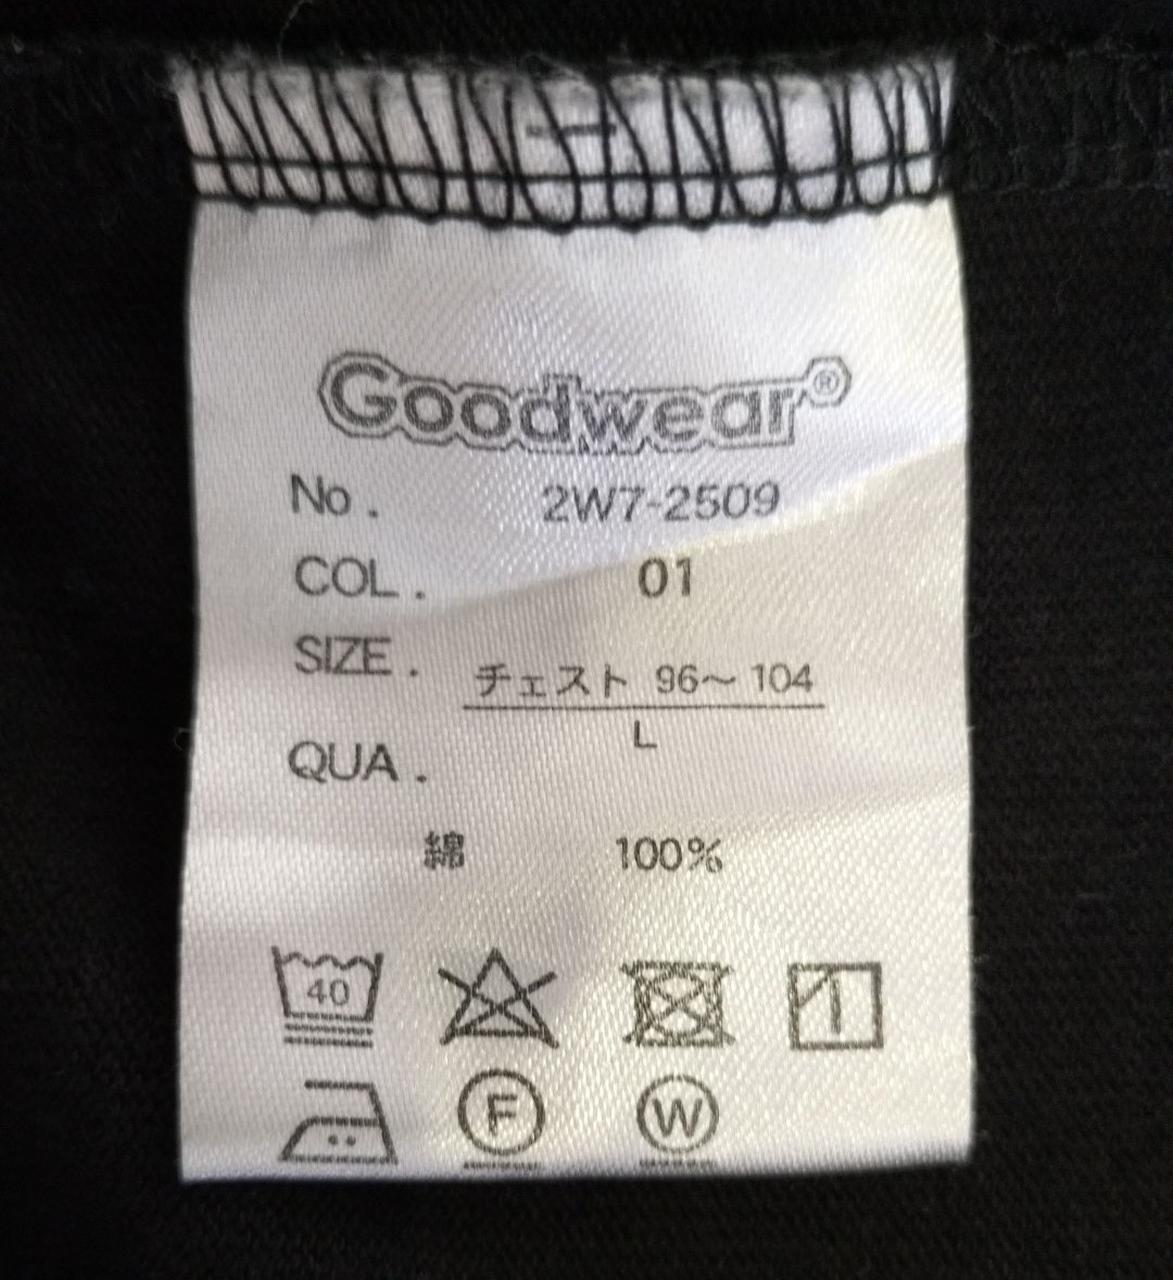 Goodwear®
No. 2W7-2509
COL. 01
SIZE. チェスト 96〜104
L
QUA.
綿 100%
40
F W